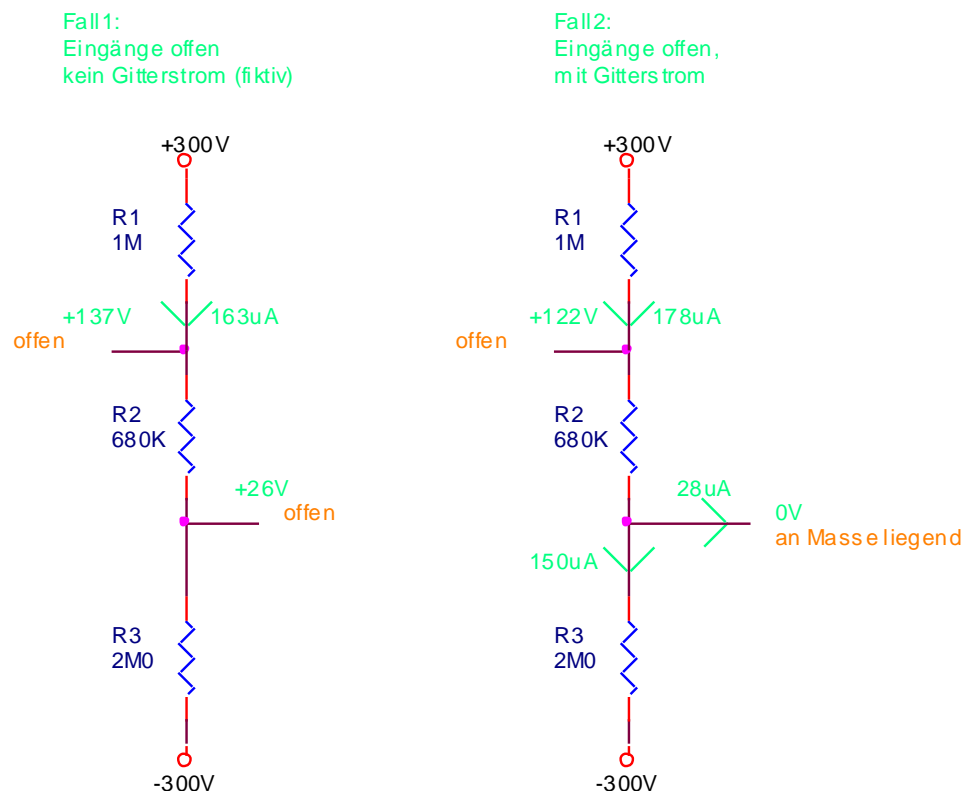 Fall1:
Eingänge offen
kein Gitterstrom (fiktiv)
+300V
R1
1M
+137V
163uA
offen
R2
680K
+26V
offen
R3
2M0
-300V
Fall2:
Eingänge offen,
mit Gitterstrom
+300V
R1
1M
+122V
178uA
offen
R2
680K
28uA
0V
an Masse liegend
150uA
R3
2M0
-300V